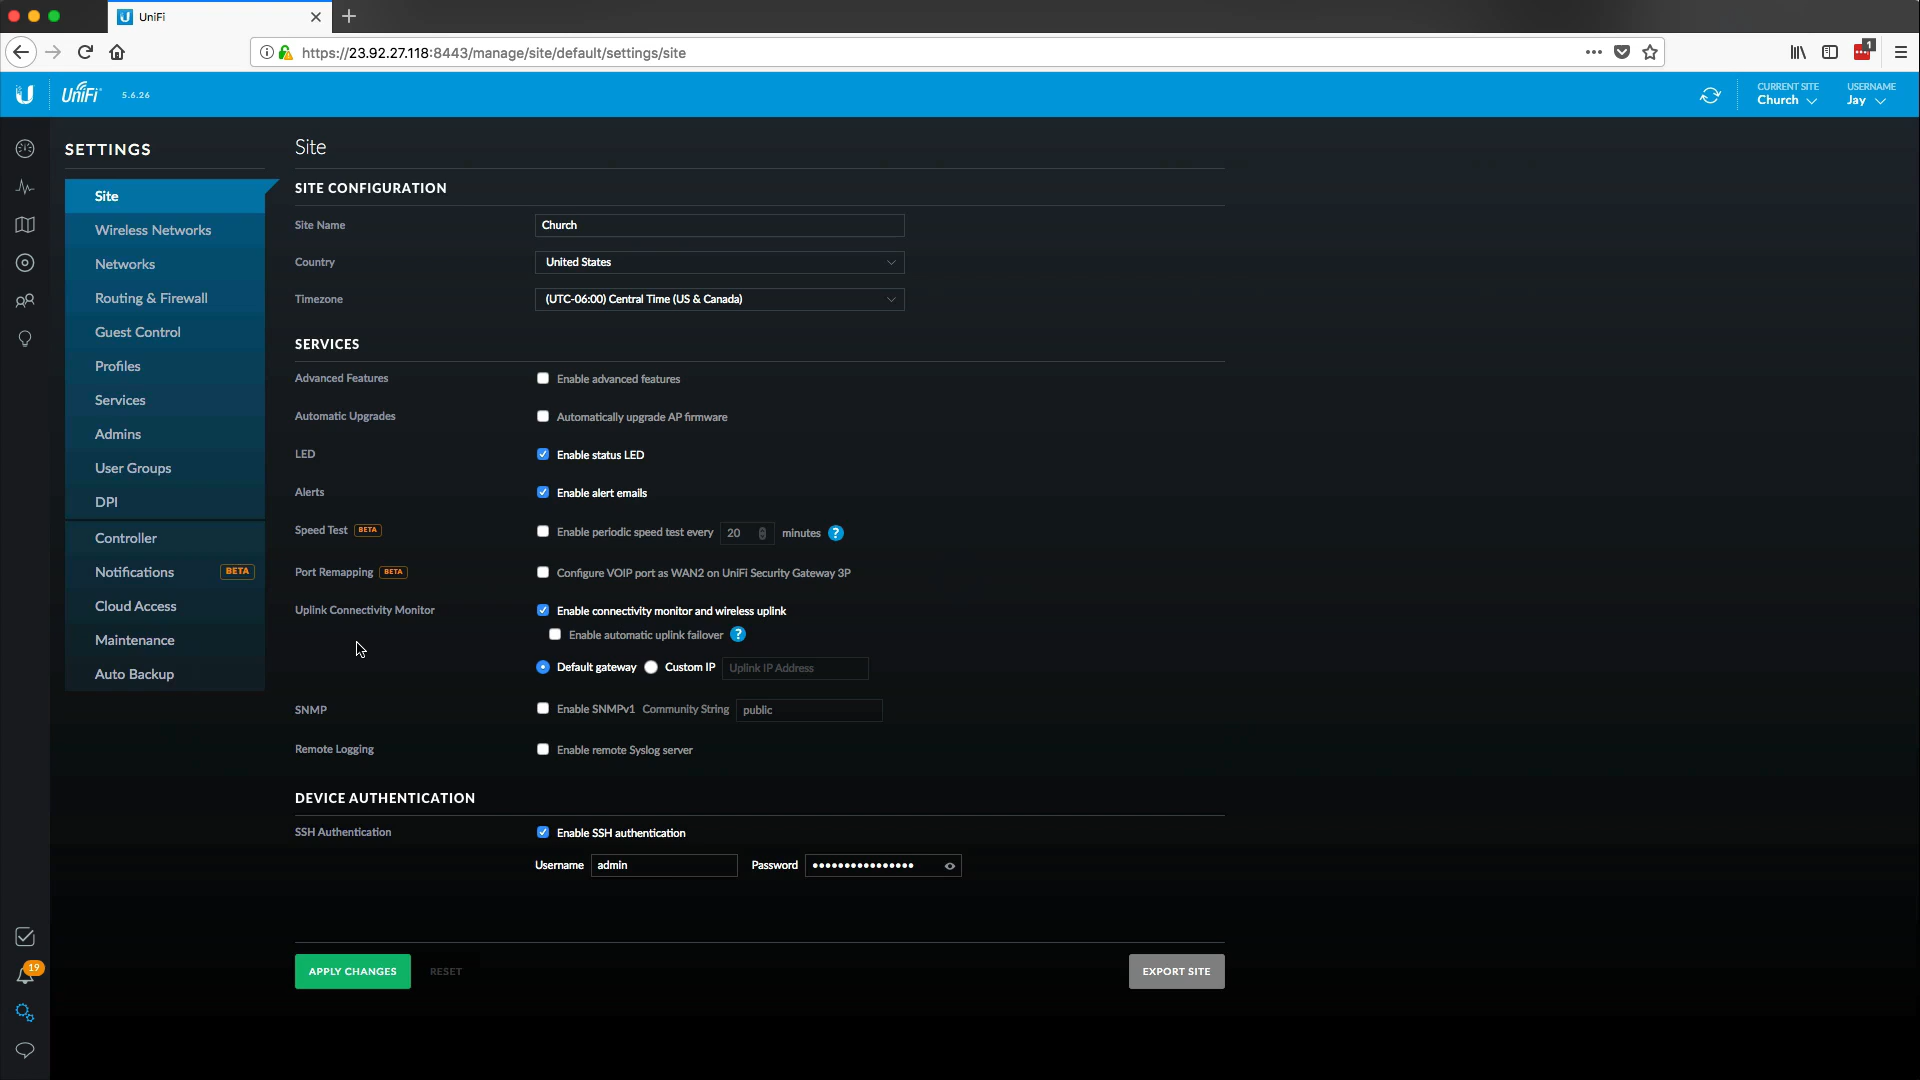 UniFi
https://23.92.27.118:8443/manage/site/default/settings/site
1
UniFi 5.6.26
CURRENT SITE
Church
USERNAME
Jay
SETTINGS
Site
Wireless Networks
Networks
Routing & Firewall
Guest Control
Profiles
Services
Admins
User Groups
DPI
Controller
Notifications BETA
Cloud Access
Maintenance
Auto Backup
19
Site
SITE CONFIGURATION
Site Name Church
Country United States
Timezone (UTC-06:00) Central Time (US & Canada)
SERVICES
Advanced Features Enable advanced features
Automatic Upgrades Automatically upgrade AP firmware
LED Enable status LED
Alerts Enable alert emails
Speed Test BETA Enable periodic speed test every 20 minutes ?
Port Remapping BETA Configure VOIP port as WAN2 on UniFi Security Gateway 3P
Uplink Connectivity Monitor Enable connectivity monitor and wireless uplink
Enable automatic uplink failover ?
Default gateway Custom IP Uplink IP Address
SNMP Enable SNMPv1 Community String public
Remote Logging Enable remote Syslog server
DEVICE AUTHENTICATION
SSH Authentication Enable SSH authentication
Username admin Password ••••••••••••••••
APPLY CHANGES RESET EXPORT SITE